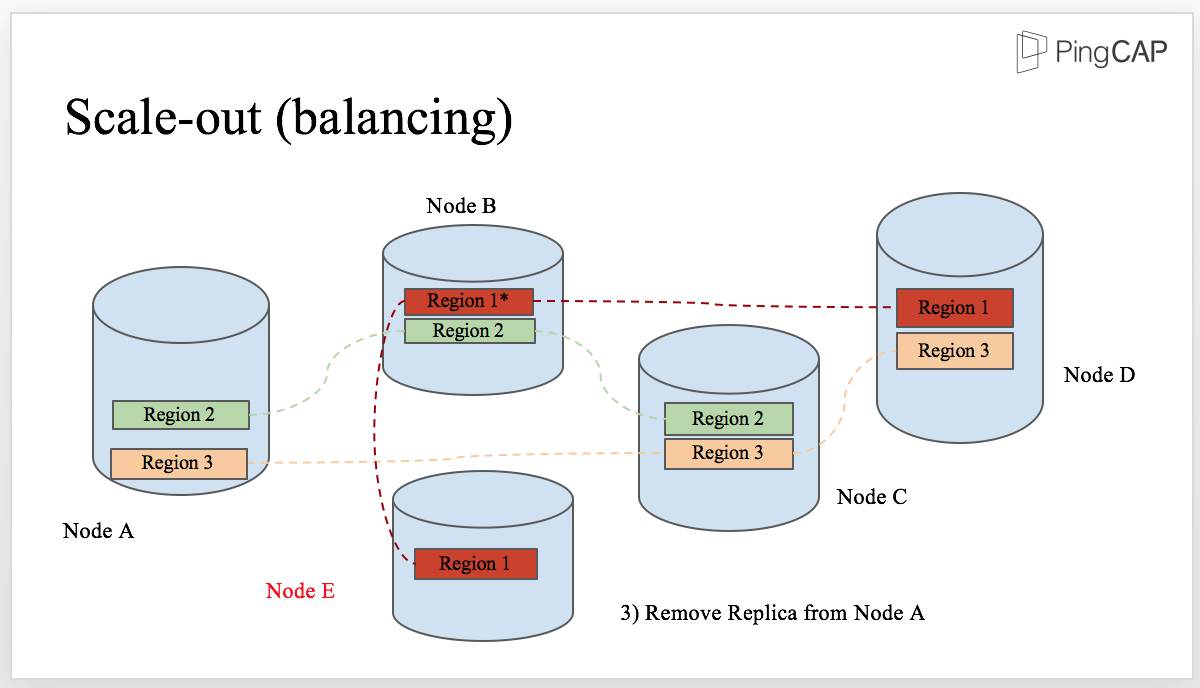 PingCAP
Scale-out (balancing)
Node B
Region 1*
Region 2
Region 1
Region 3
Node D
Region 2
Region 3
Node A
Region 2
Region 3
Node C
Region 1
Node E
3) Remove Replica from Node A